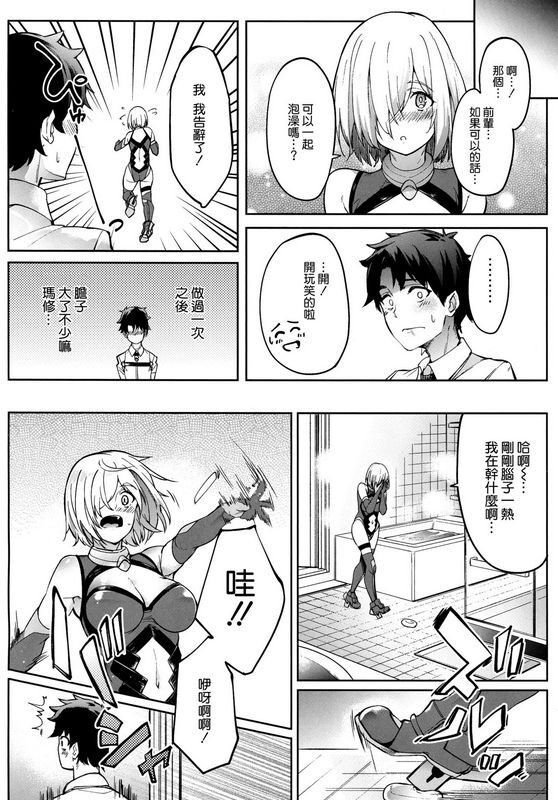 啊…！
那個…！
前輩…
如果可以的話…
可以一起
泡澡嗎…？
我 我告辭了！
ぴゅ〜
………
開！
開玩笑的啦
做過一次
之後
膽子
大了不少嘛
瑪修…
哈啊～…
剛剛腦子一熱
我在幹什麼啊…
哇!!
咿呀啊啊！